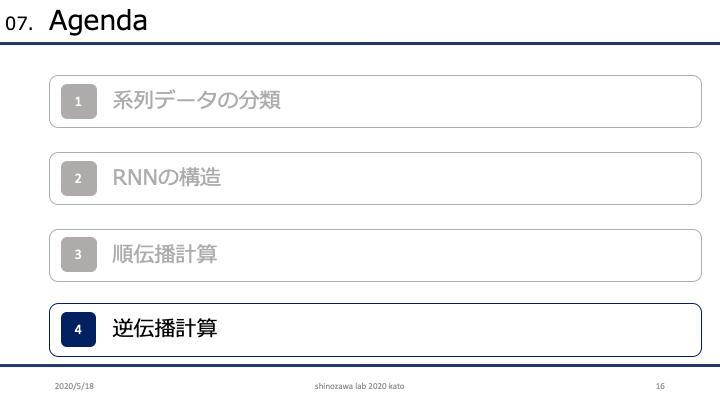 07. Agenda
1 系列データの分類
2 RNNの構造
3 順伝播計算
4 逆伝播計算
2020/5/18 shinozawa lab 2020 kato 16